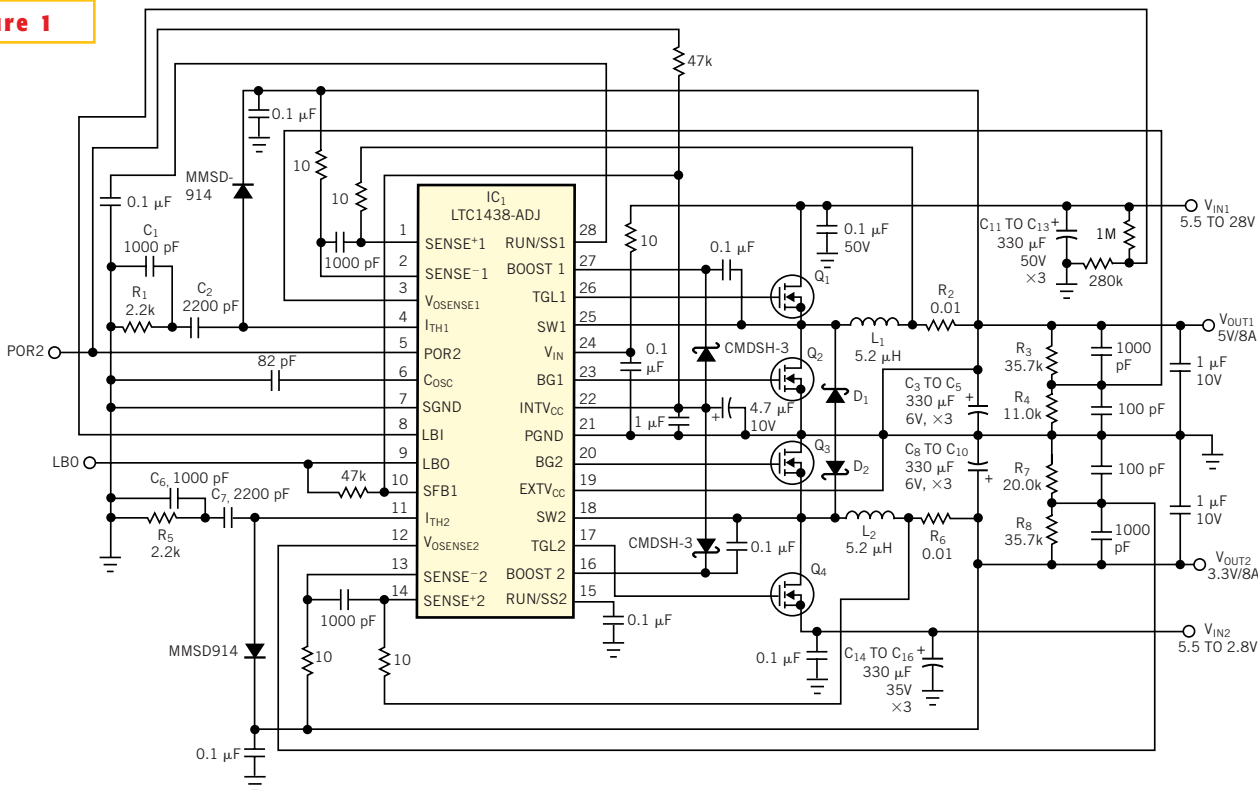 ure 1
47k
0.1 µF
MMSD-
914
10
10
0.1 µF
C1
1000 pF
R1
2.2k
C2
2200 pF
1000 pF
POR2
82 pF
LBO
C6, 1000 pF
C7, 2200 pF
R5
2.2k
47k
MMSD914
1000 pF
10
10
0.1 µF
IC1
LTC1438-ADJ
1 SENSE+1
2 SENSE–1
3 VOSENSE1
4 ITH1
5 POR2
6 COSC
7 SGND
8 LBI
9 LBO
10 SFB1
11 ITH2
12 VOSENSE2
13 SENSE–2
14 SENSE+2
RUN/SS1 28
BOOST 1 27
TGL1 26
SW1 25
VIN 24
BG1 23
INTVCC 22
PGND 21
BG2 20
EXTVCC 19
SW2 18
TGL2 17
BOOST 2 16
RUN/SS2 15
10
0.1 µF
0.1
µF
CMDSH-3
1 µF
+
4.7 µF
10V
CMDSH-3
0.1 µF
0.1 µF
0.1 µF
50V
Q1
Q2
Q3
Q4
D1
D2
L1
5.2 µH
R2
0.01
L2
5.2 µH
R6
0.01
C11 TO C13 +
330 µF
50V
×3
1M
280k
VIN1
5.5 TO 28V
VOUT1
5V/8A
C3 TO C5
330 µF
6V, ×3
+
C8 TO C10
330 µF
6V, ×3
+
R3
35.7k
R4
11.0k
1000
pF
100 pF
1 µF
10V
R7
20.0k
R8
35.7k
100 pF
1000
pF
1 µF
10V
VOUT2
3.3V/8A
VIN2
5.5 TO 2.8V
0.1 µF
C14 TO C16 +
330 µF
35V
×3